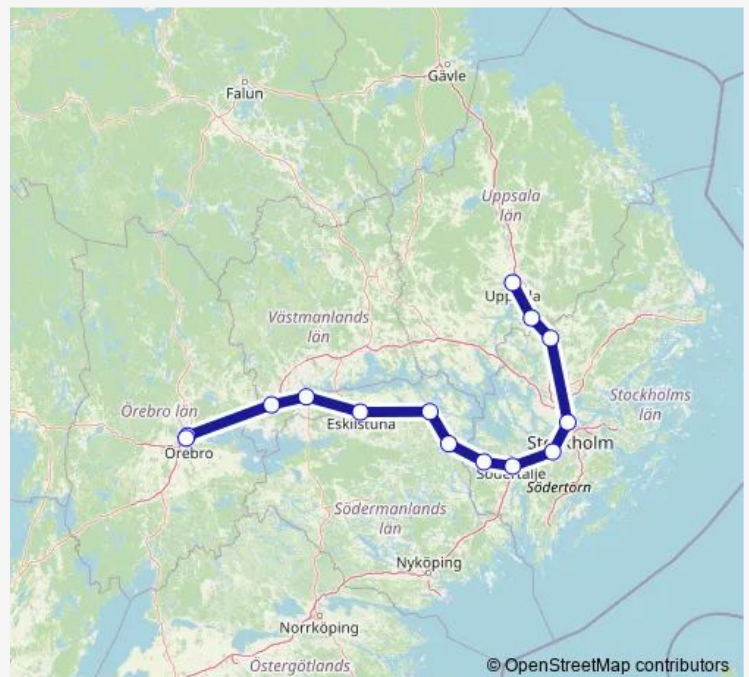 Gävle
Falun
Uppsala
län
Västmanlands
län
Örebro län
Örebro
Eskilstuna
Stockholms
län
Södertörn
Södermanlands
län
Nyköping
Norrköping
Östergötlands
© OpenStreetMap contributors